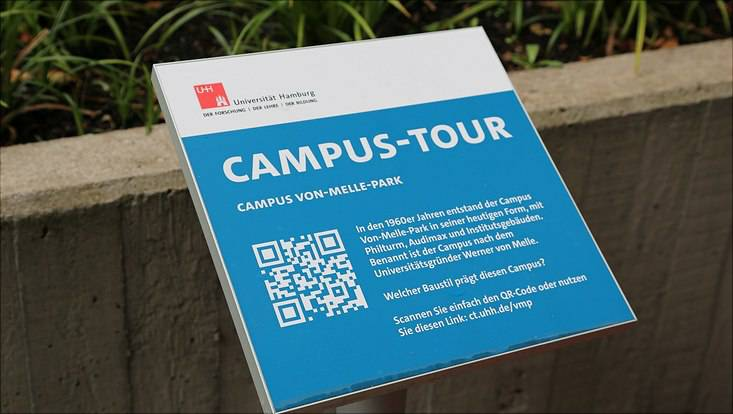 UH
Universität Hamburg
DER FORSCHUNG | DER LEHRE | DER BILDUNG
CAMPUS-TOUR
CAMPUS VON-MELLE-PARK
In den 1960er Jahren entstand der Campus
Von-Melle-Park in seiner heutigen Form, mit
Philturm, Audimax und Institutsgebäuden.
Benannt ist der Campus nach dem
Universitätsgründer Werner von Melle.
Welcher Baustil prägt diesen Campus?
Scannen Sie einfach den QR-Code oder nutzen
Sie diesen Link: ct.uhh.de/vmp